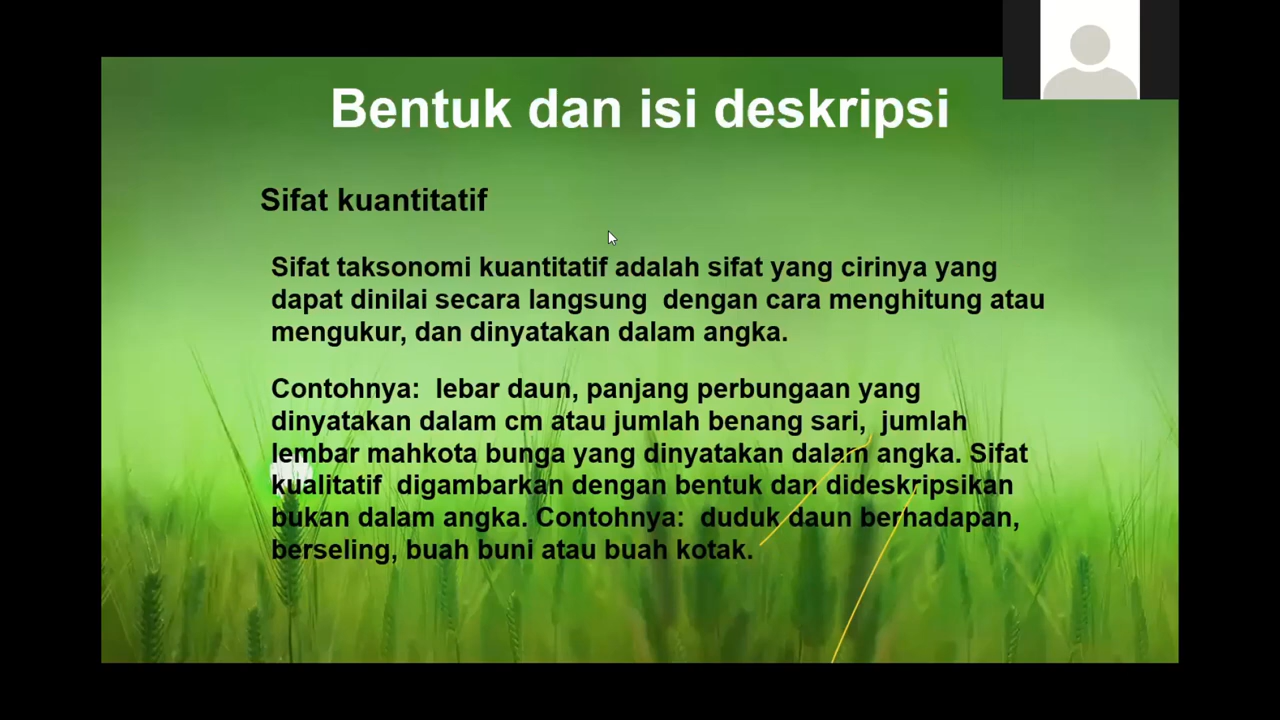 Bentuk dan isi deskripsi
Sifat kuantitatif
Sifat taksonomi kuantitatif adalah sifat yang cirinya yang
dapat dinilai secara langsung  dengan cara menghitung atau
mengukur, dan dinyatakan dalam angka.
Contohnya:  lebar daun, panjang perbungaan yang
dinyatakan dalam cm atau jumlah benang sari,  jumlah
lembar mahkota bunga yang dinyatakan dalam angka. Sifat
kualitatif  digambarkan dengan bentuk dan dideskripsikan
bukan dalam angka. Contohnya:  duduk daun berhadapan,
berseling, buah buni atau buah kotak.